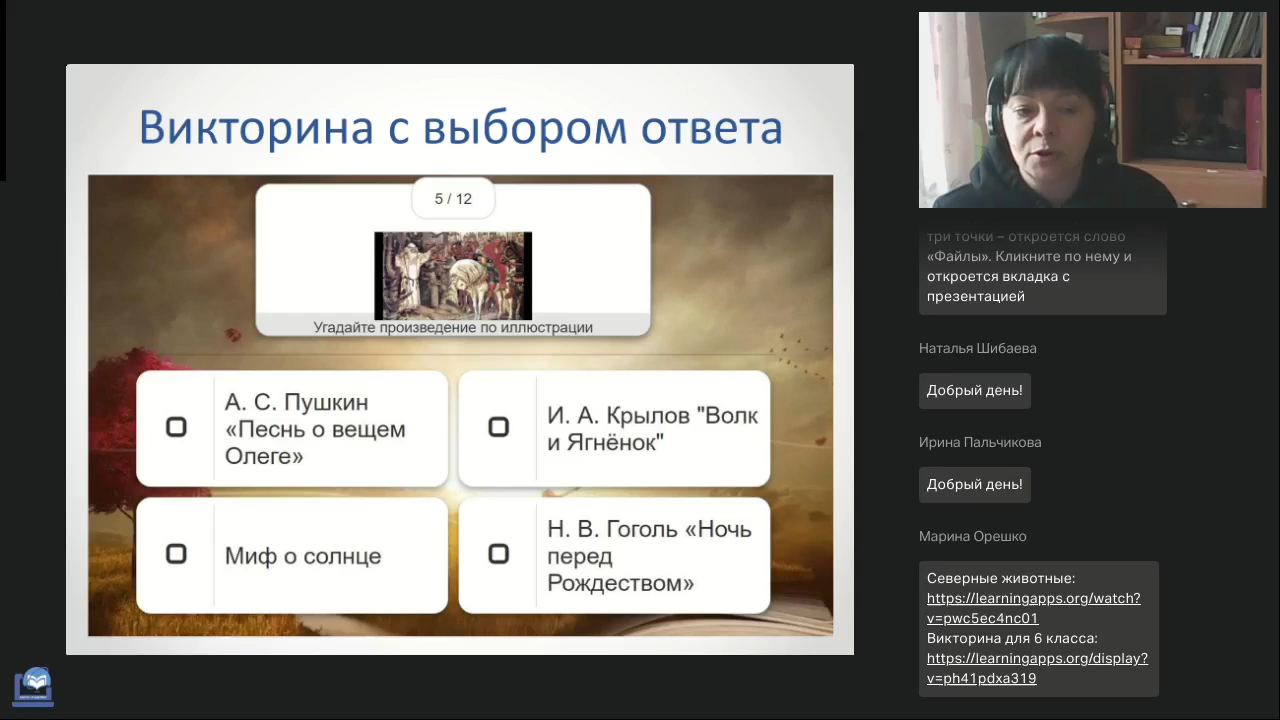 Викторина с выбором ответа
5 / 12
Угадайте произведение по иллюстрации
А. С. Пушкин
«Песнь о вещем
Олеге»
И. А. Крылов "Волк
и Ягнёнок"
Миф о солнце
Н. В. Гоголь «Ночь
перед
Рождеством»
три точки – откроется слово
«Файлы». Кликните по нему и
откроется вкладка с
презентацией
Наталья Шибаева
Добрый день!
Ирина Пальчикова
Добрый день!
Марина Орешко
Северные животные:
https://learningapps.org/watch?
v=pwc5ec4nc01
Викторина для 6 класса:
https://learningapps.org/display?
v=ph41pdxa319